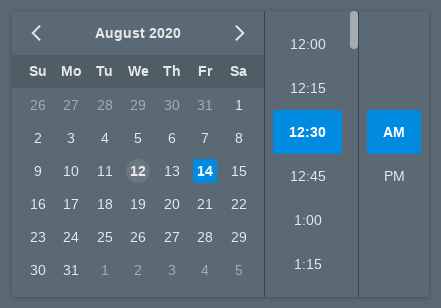 August 2020
Su Mo Tu We Th Fr Sa
26 27 28 29 30 31 1
2 3 4 5 6 7 8
9 10 11 12 13 14 15
16 17 18 19 20 21 22
23 24 25 26 27 28 29
30 31 1 2 3 4 5
12:00
12:15
12:30
12:45
1:00
1:15
AM
PM